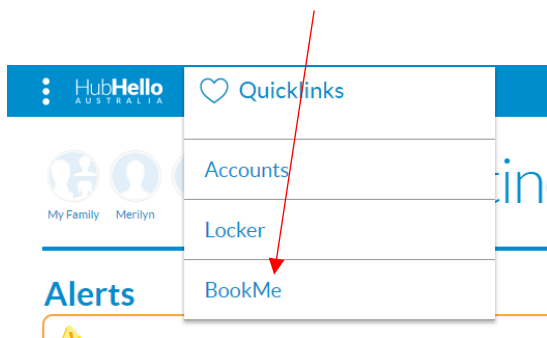 HubHello
AUSTRALIA
Quicklinks
Accounts
Locker
BookMe
My Family
Merilyn
Alerts